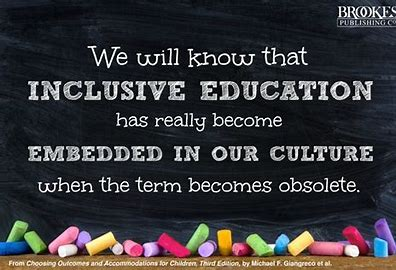 BROOKES
PUBLISHING CO
We will know that
INCLUSIVE EDUCATION
has really become
EMBEDDED IN OUR CULTURE
when the term becomes obsolete.
From Choosing Outcomes and Accommodations for Children, Third Edition, by Michael F. Giangreco et al.